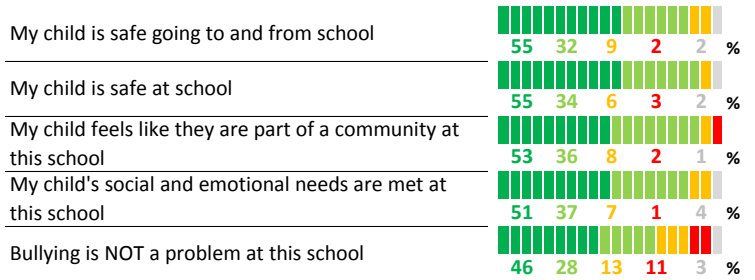 My child is safe going to and from school
55 32 9 2 2 %
My child is safe at school
55 34 6 3 2 %
My child feels like they are part of a community at
this school
53 36 8 2 1 %
My child's social and emotional needs are met at
this school
51 37 7 1 4 %
Bullying is NOT a problem at this school
46 28 13 11 3 %